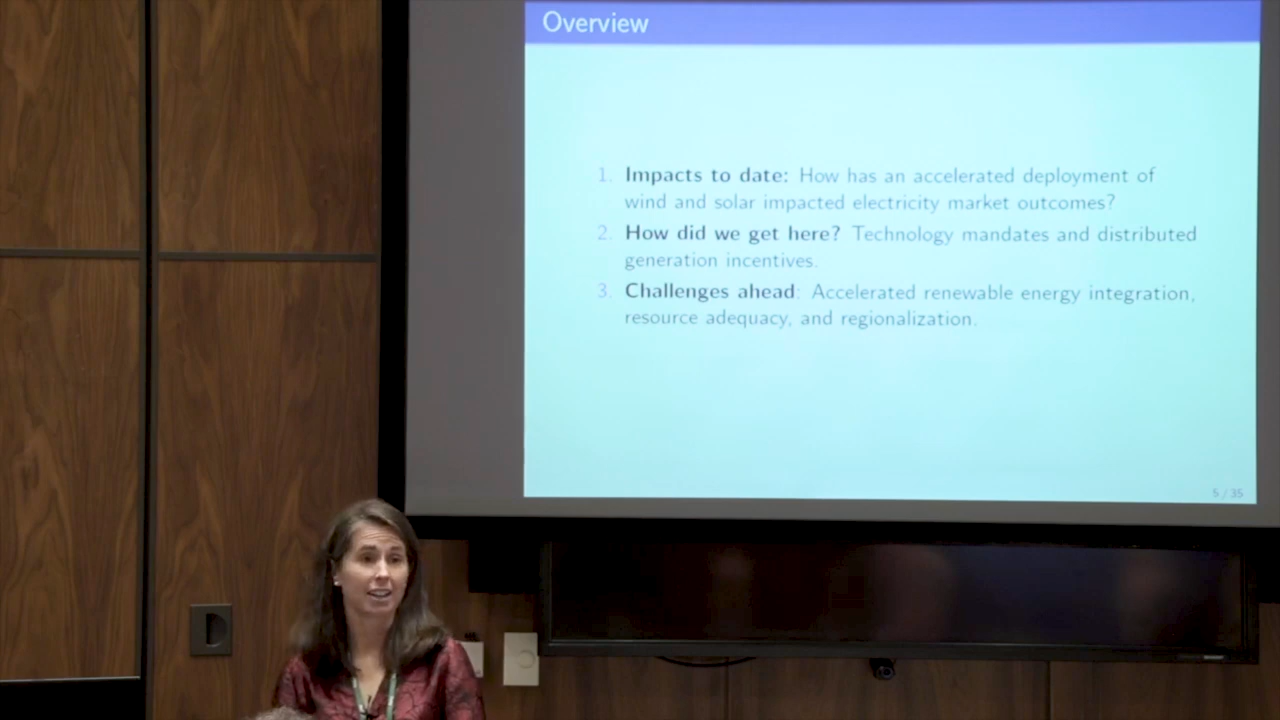 Overview
1. Impacts to date: How has an accelerated deployment of
wind and solar impacted electricity market outcomes?
2. How did we get here? Technology mandates and distributed
generation incentives.
3. Challenges ahead: Accelerated renewable energy integration,
resource adequacy, and regionalization.
5 / 35